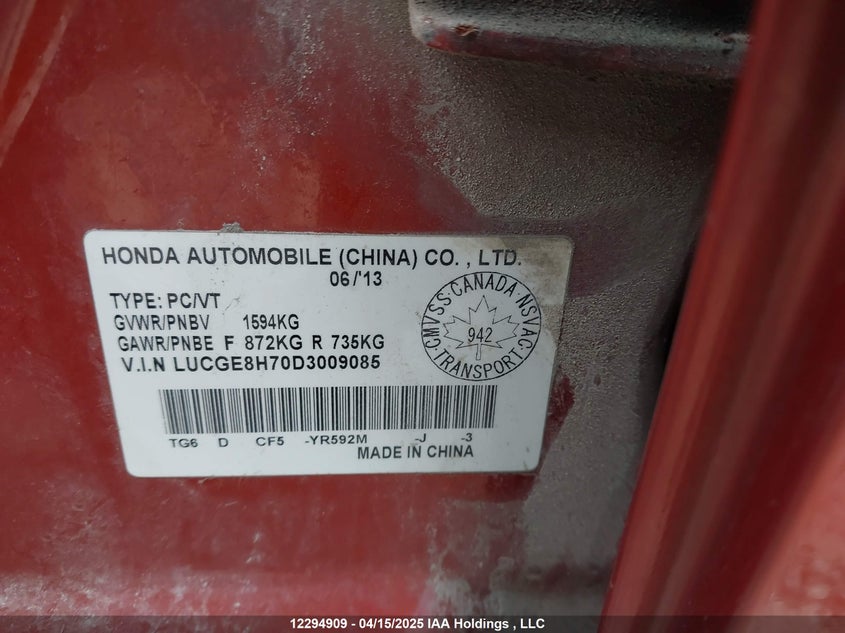 HONDA AUTOMOBILE (CHINA) CO. , LTD.
06/'13
TYPE: PC/VT
GVWR/PNBV 1594KG
GAWR/PNBE F 872KG R 735KG
V.I.N LUCGE8H70D3009085
CMVSS·CANADA·NSVAC
942
TRANSPORT
TG6 D CF5 -YR592M -J -3
MADE IN CHINA
12294909 - 04/15/2025 IAA Holdings , LLC